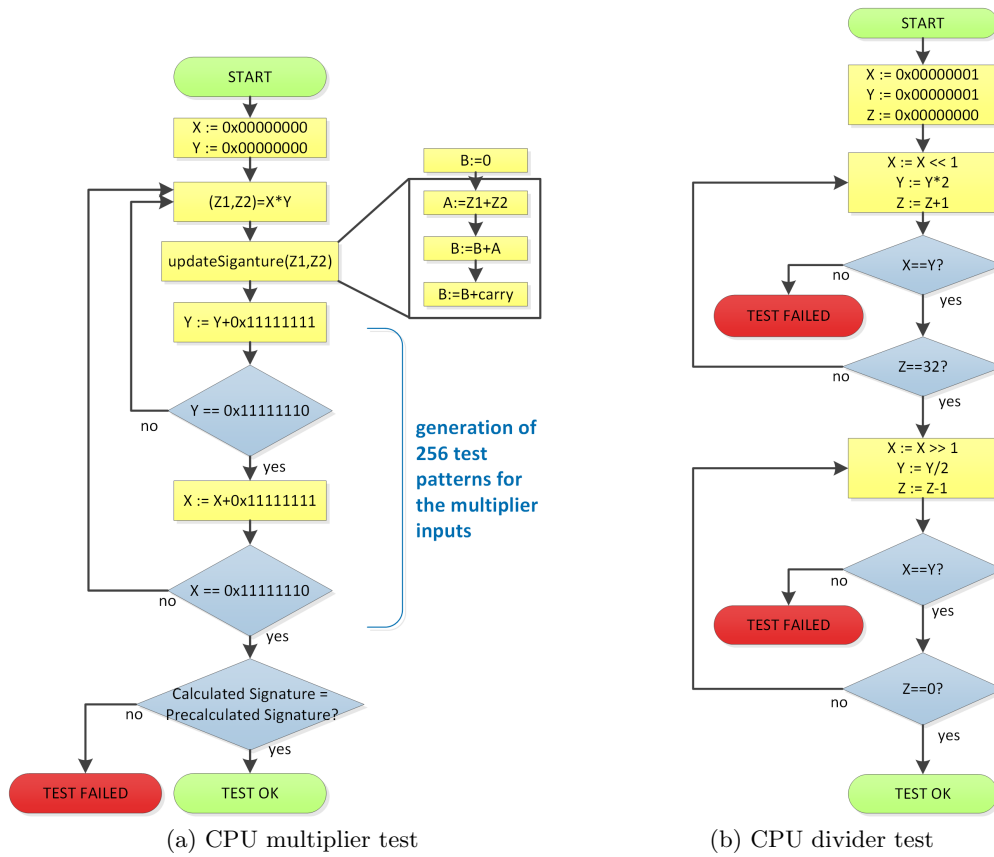 START
X := 0x00000000
Y := 0x00000000
(Z1,Z2)=X*Y
updateSiganture(Z1,Z2)
B:=0
A:=Z1+Z2
B:=B+A
B:=B+carry
Y := Y+0x11111111
Y == 0x11111110
no
yes
X := X+0x11111111
X == 0x11111110
no
yes
generation of
256 test
patterns for
the multiplier
inputs
Calculated Signature =
Precalculated Signature?
no
yes
TEST FAILED
TEST OK
(a) CPU multiplier test
START
X := 0x00000001
Y := 0x00000001
Z := 0x00000000
X := X << 1
Y := Y*2
Z := Z+1
X==Y?
no
yes
TEST FAILED
Z==32?
no
yes
X := X >> 1
Y := Y/2
Z := Z-1
X==Y?
no
yes
TEST FAILED
Z==0?
no
yes
TEST OK
(b) CPU divider test